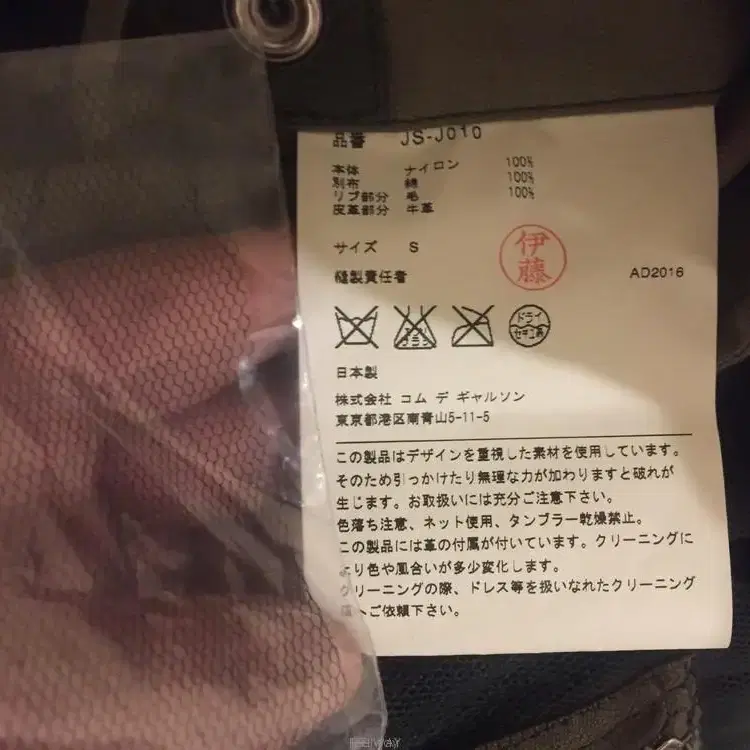 品番 JS-J010
本体 ナイロン 100%
別布 綿 100%
リブ部分 毛 100%
皮革部分 牛革
サイズ S
伊藤
縫製責任者
AD2016
ドライ
セキユ系
日本製
株式会社 コム デ ギャルソン
東京都港区南青山5-11-5
この製品はデザインを重視した素材を使用しています。
そのため引っかけたり無理な力が加わりますと破れが
生じます。お取扱いには充分ご注意下さい。
色落ち注意、ネット使用、タンブラー乾燥禁止。
この製品には革の付属が付いています。クリーニングに
より色や風合いが多少変化します。
クリーニングの際、ドレス等を扱いなれたクリーニング
店へご依頼下さい。